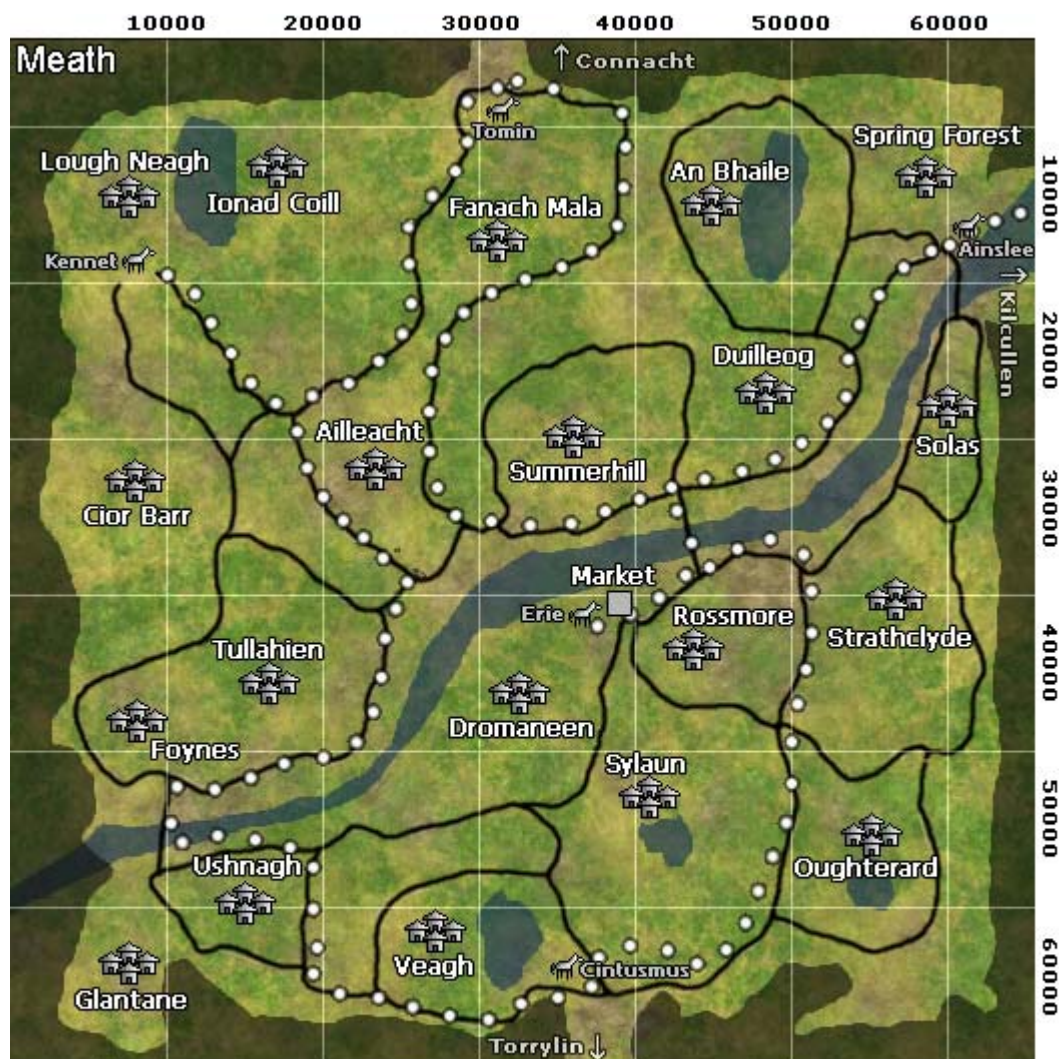 10000 20000 30000 40000 50000 60000
Meath
Connacht
Tomin
Spring Forest
Lough Neagh
An Bhaile
Ionad Coill
Fanach Mala
10000
Kennet
Ainslee
Kilcullen
20000
Duilleog
Ailleacht
Solas
Summerhill
Cior Barr
30000
Market
Erie
Rossmore
Strathclyde
Tullahien
40000
Dromaneen
Foynes
Sylaun
50000
Ushnagh
Oughterard
Veagh
Cintusmus
60000
Glantane
Torrylin